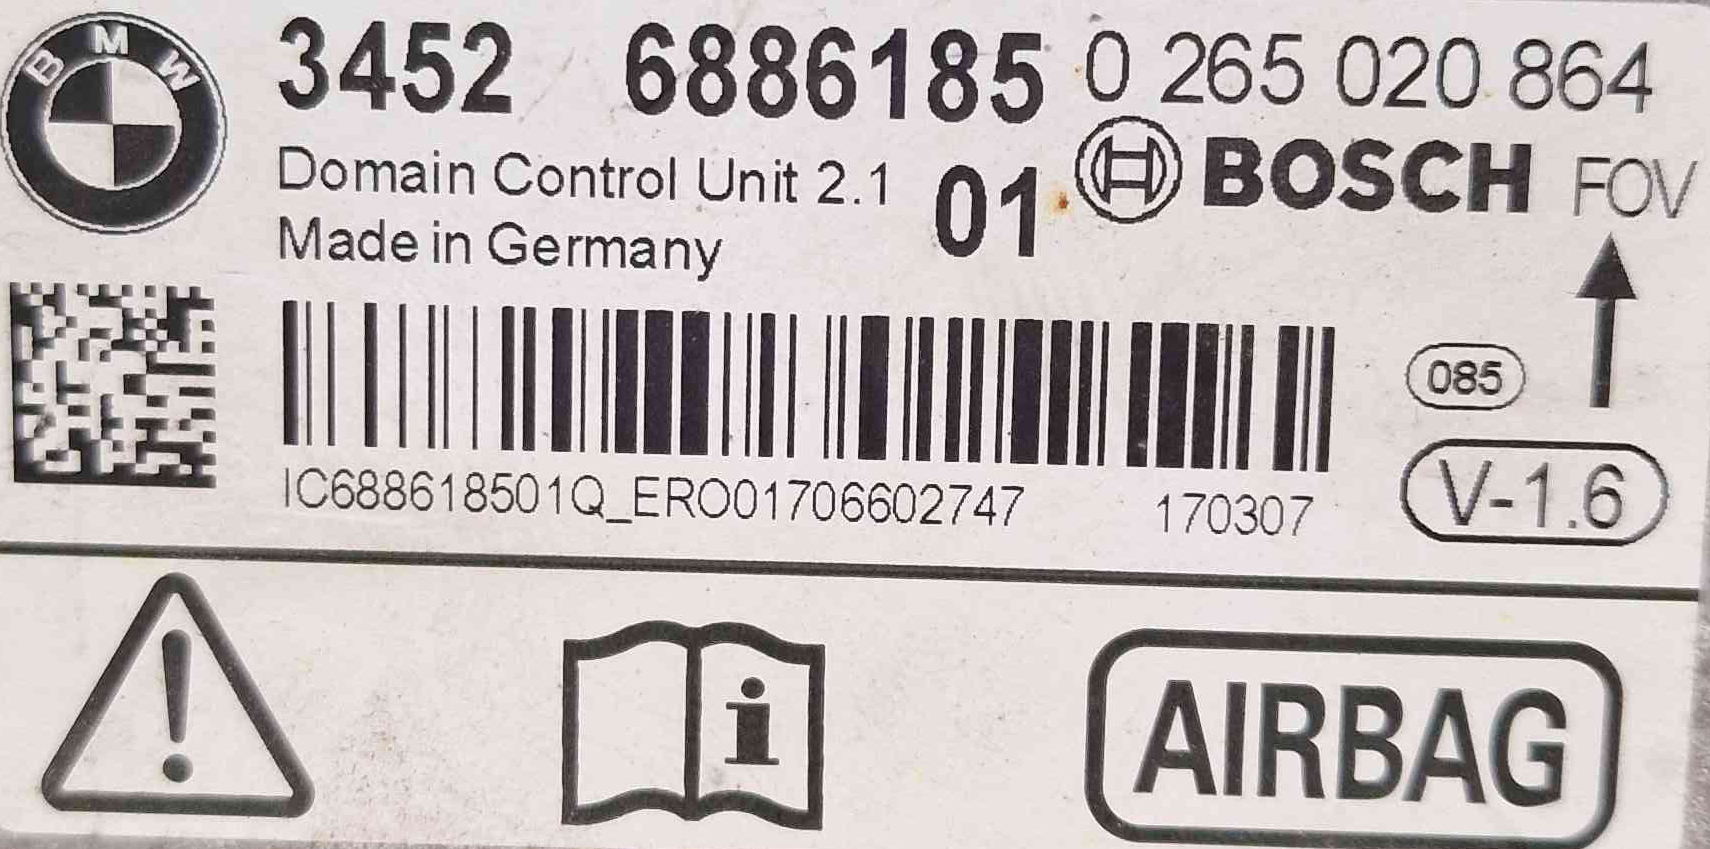 BMW
3452 6886185 0 265 020 864
Domain Control Unit 2.1 01 BOSCH FOV
Made in Germany
085
IC688618501Q_ERO01706602747 170307 V-1.6
i AIRBAG